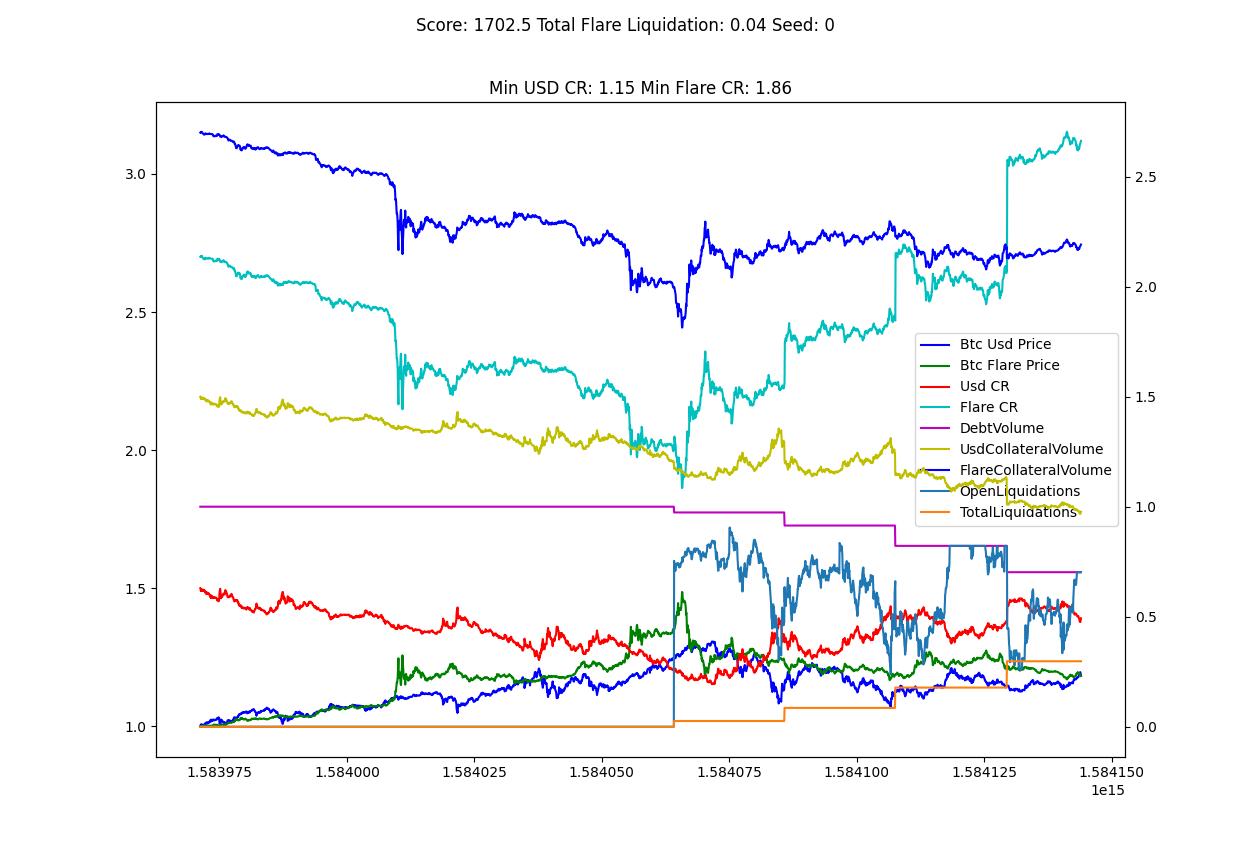 Score: 1702.5 Total Flare Liquidation: 0.04 Seed: 0
Min USD CR: 1.15 Min Flare CR: 1.86
3.0
2.5
2.0
1.5
1.0
2.5
2.0
1.5
1.0
0.5
0.0
Btc Usd Price
Btc Flare Price
Usd CR
Flare CR
DebtVolume
UsdCollateralVolume
FlareCollateralVolume
OpenLiquidations
TotalLiquidations
1.583975 1.584000 1.584025 1.584050 1.584075 1.584100 1.584125 1.584150
1e15